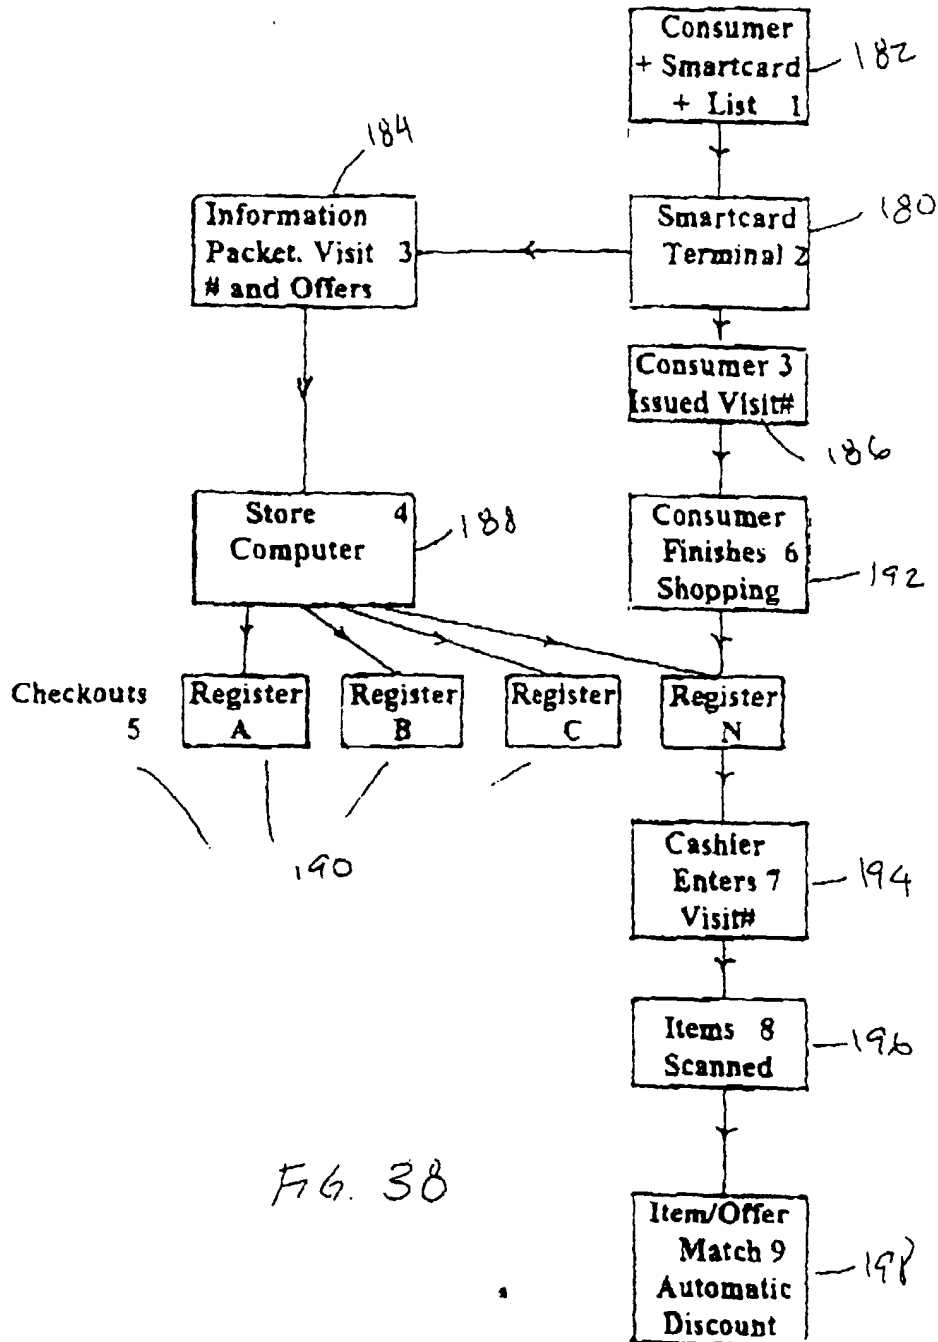 Consumer
+ Smartcard
+ List 1
182
184
Information
Packet. Visit 3
# and Offers
Smartcard
Terminal 2
180
Consumer 3
Issued Visit#
186
Store 4
Computer
188
Consumer
Finishes 6
Shopping
192
Checkouts
5
Register
A
Register
B
Register
C
Register
N
190
Cashier
Enters 7
Visit#
194
Items 8
Scanned
196
FIG. 38
Item/Offer
Match 9
Automatic
Discount
198